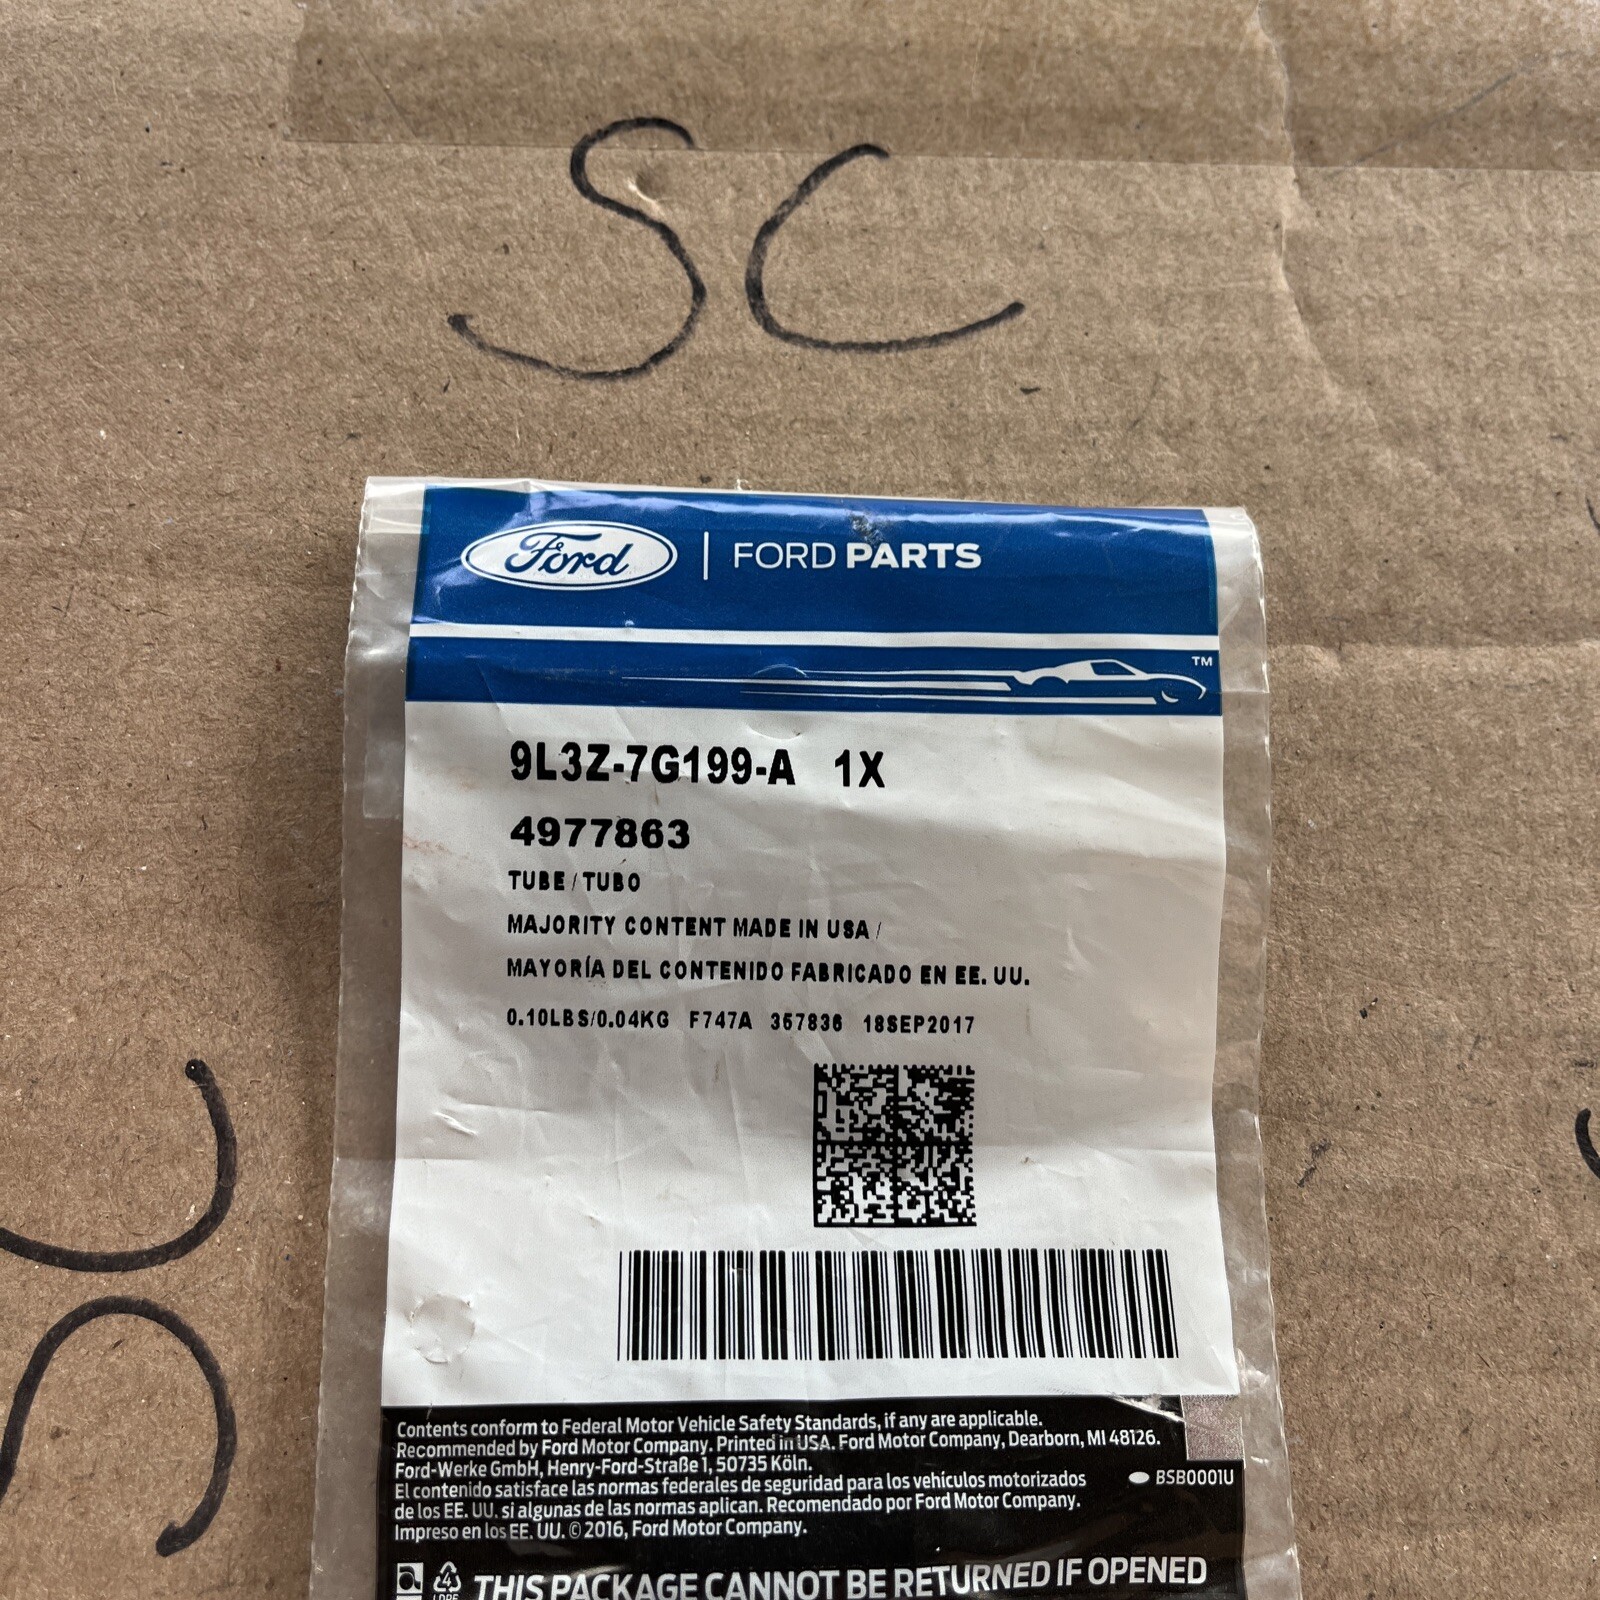 SC
Ford | FORD PARTS
TM
9L3Z-7G199-A 1X
4977863
TUBE/TUBO
MAJORITY CONTENT MADE IN USA/
MAYORÍA DEL CONTENIDO FABRICADO EN EE. UU.
0.10LBS/0.04KG F747A 357836 18SEP2017
Contents conform to Federal Motor Vehicle Safety Standards, if any are applicable.
Recommended by Ford Motor Company. Printed in USA. Ford Motor Company, Dearborn, MI 48126.
Ford-Werke GmbH, Henry-Ford-Straße 1, 50735 Köln.
El contenido satisface las normas federales de seguridad para los vehículos motorizados
de los EE. UU. si algunas de las normas aplican. Recomendado por Ford Motor Company.
Impreso en los EE. UU. © 2016, Ford Motor Company.
BSB0001U
4
LDPE
THIS PACKAGE CANNOT BE RETURNED IF OPENED
SC